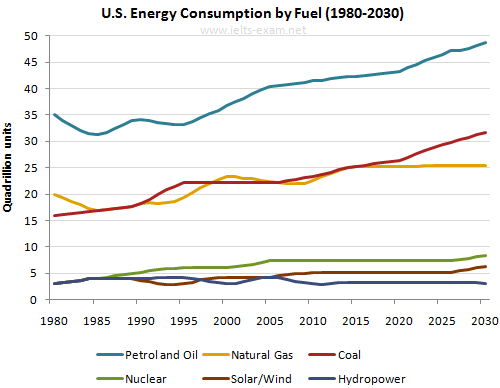 U.S. Energy Consumption by Fuel (1980-2030)
www.ielts-exam.net
Quadrillion units
50
45
40
35
30
25
20
15
10
5
0
1980 1985 1990 1995 2000 2005 2010 2015 2020 2025 2030
Petrol and Oil Natural Gas Coal
Nuclear Solar/Wind Hydropower